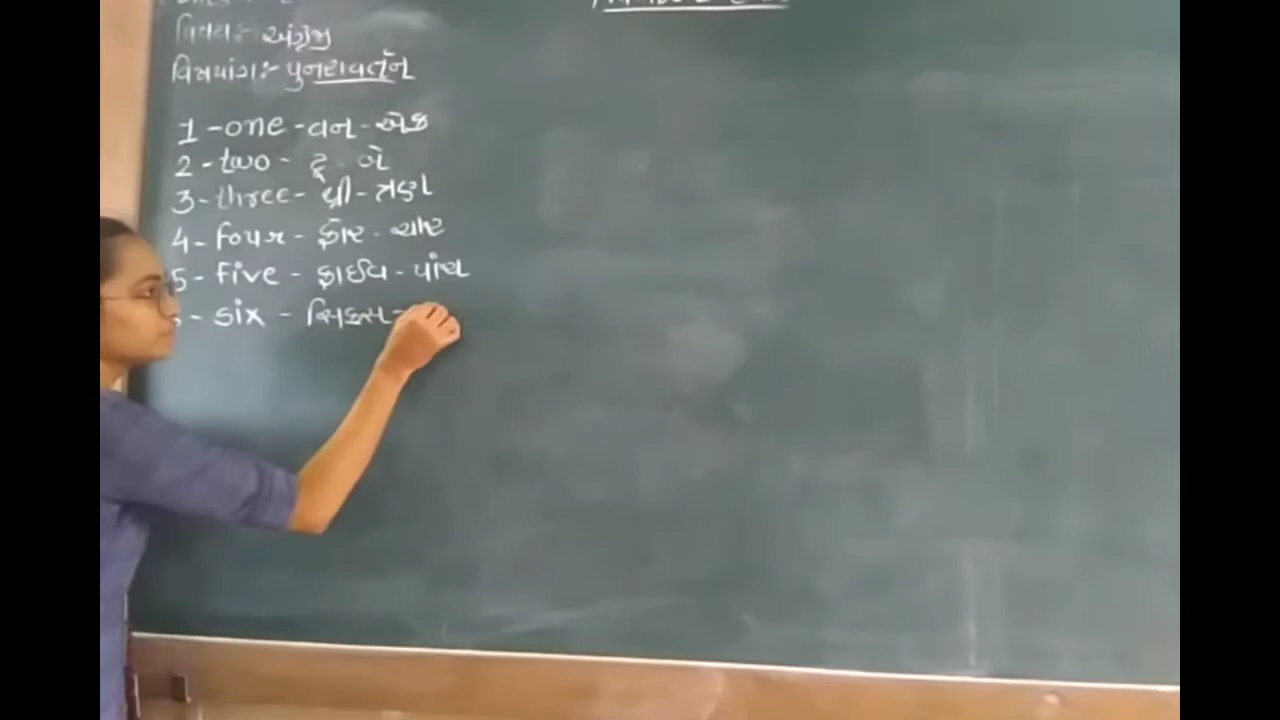 વિષય:- અંગ્રેજી
વિષયાંગ:- પુનરાવર્તન
1 - one - વન - એક
2 - two - ટૂ - બે
3 - three - થ્રી - ત્રણ
4 - four - ફોર - ચાર
5 - five - ફાઈવ - પાંચ
- six - સિક્સ -